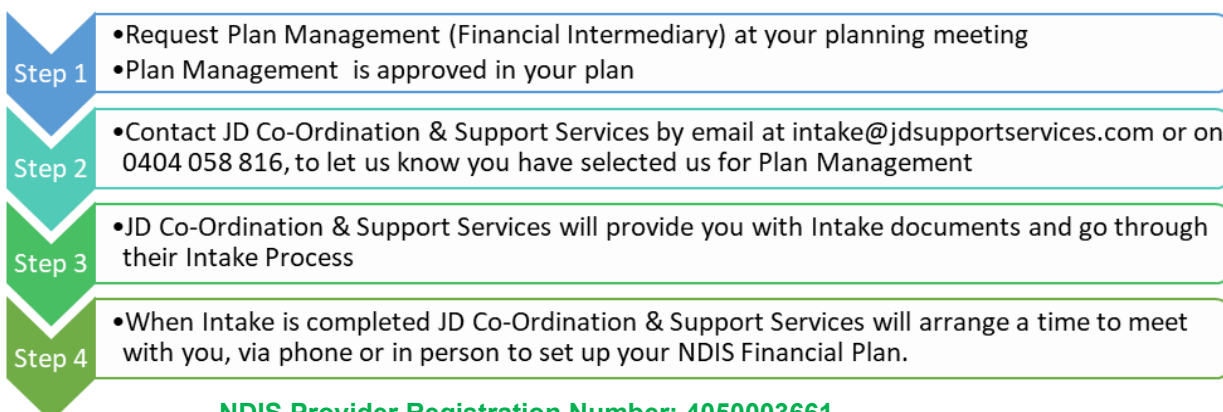 Step 1
•Request Plan Management (Financial Intermediary) at your planning meeting
•Plan Management is approved in your plan
Step 2
•Contact JD Co-Ordination & Support Services by email at intake@jdsupportservices.com or on
0404 058 816, to let us know you have selected us for Plan Management
Step 3
•JD Co-Ordination & Support Services will provide you with Intake documents and go through
their Intake Process
Step 4
•When Intake is completed JD Co-Ordination & Support Services will arrange a time to meet
with you, via phone or in person to set up your NDIS Financial Plan.
NDIS Provider Registration Number: 4050003661